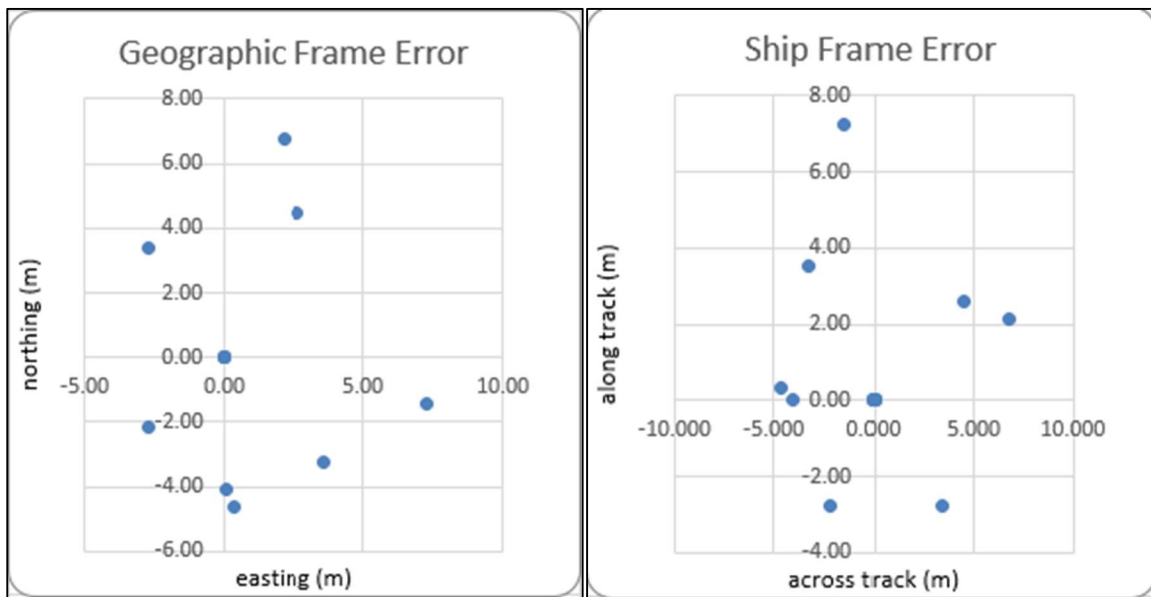 Geographic Frame Error
8.00
6.00
4.00
2.00
0.00
-2.00
-4.00
-6.00
-5.00 0.00 5.00 10.00
northing (m)
easting (m)
Ship Frame Error
8.00
6.00
4.00
2.00
0.00
-2.00
-4.00
-10.000 -5.000 0.000 5.000 10.000
along track (m)
across track (m)